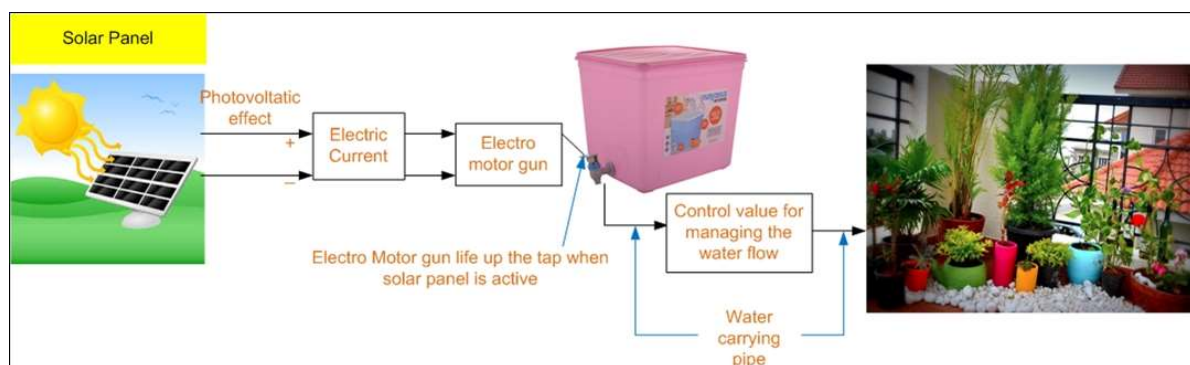 Solar Panel
Photovoltatic
effect
+
−
Electric
Current
Electro
motor gun
Electro Motor gun life up the tap when
solar panel is active
Control value for
managing the
water flow
Water
carrying
pipe